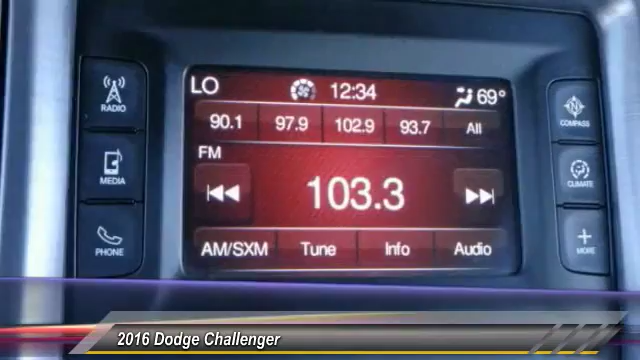 LO 12:34 69°
90.1 97.9 102.9 93.7 All
FM
103.3
AM/SXM Tune Info Audio
RADIO
MEDIA
PHONE
COMPASS
CLIMATE
MORE
2016 Dodge Challenger